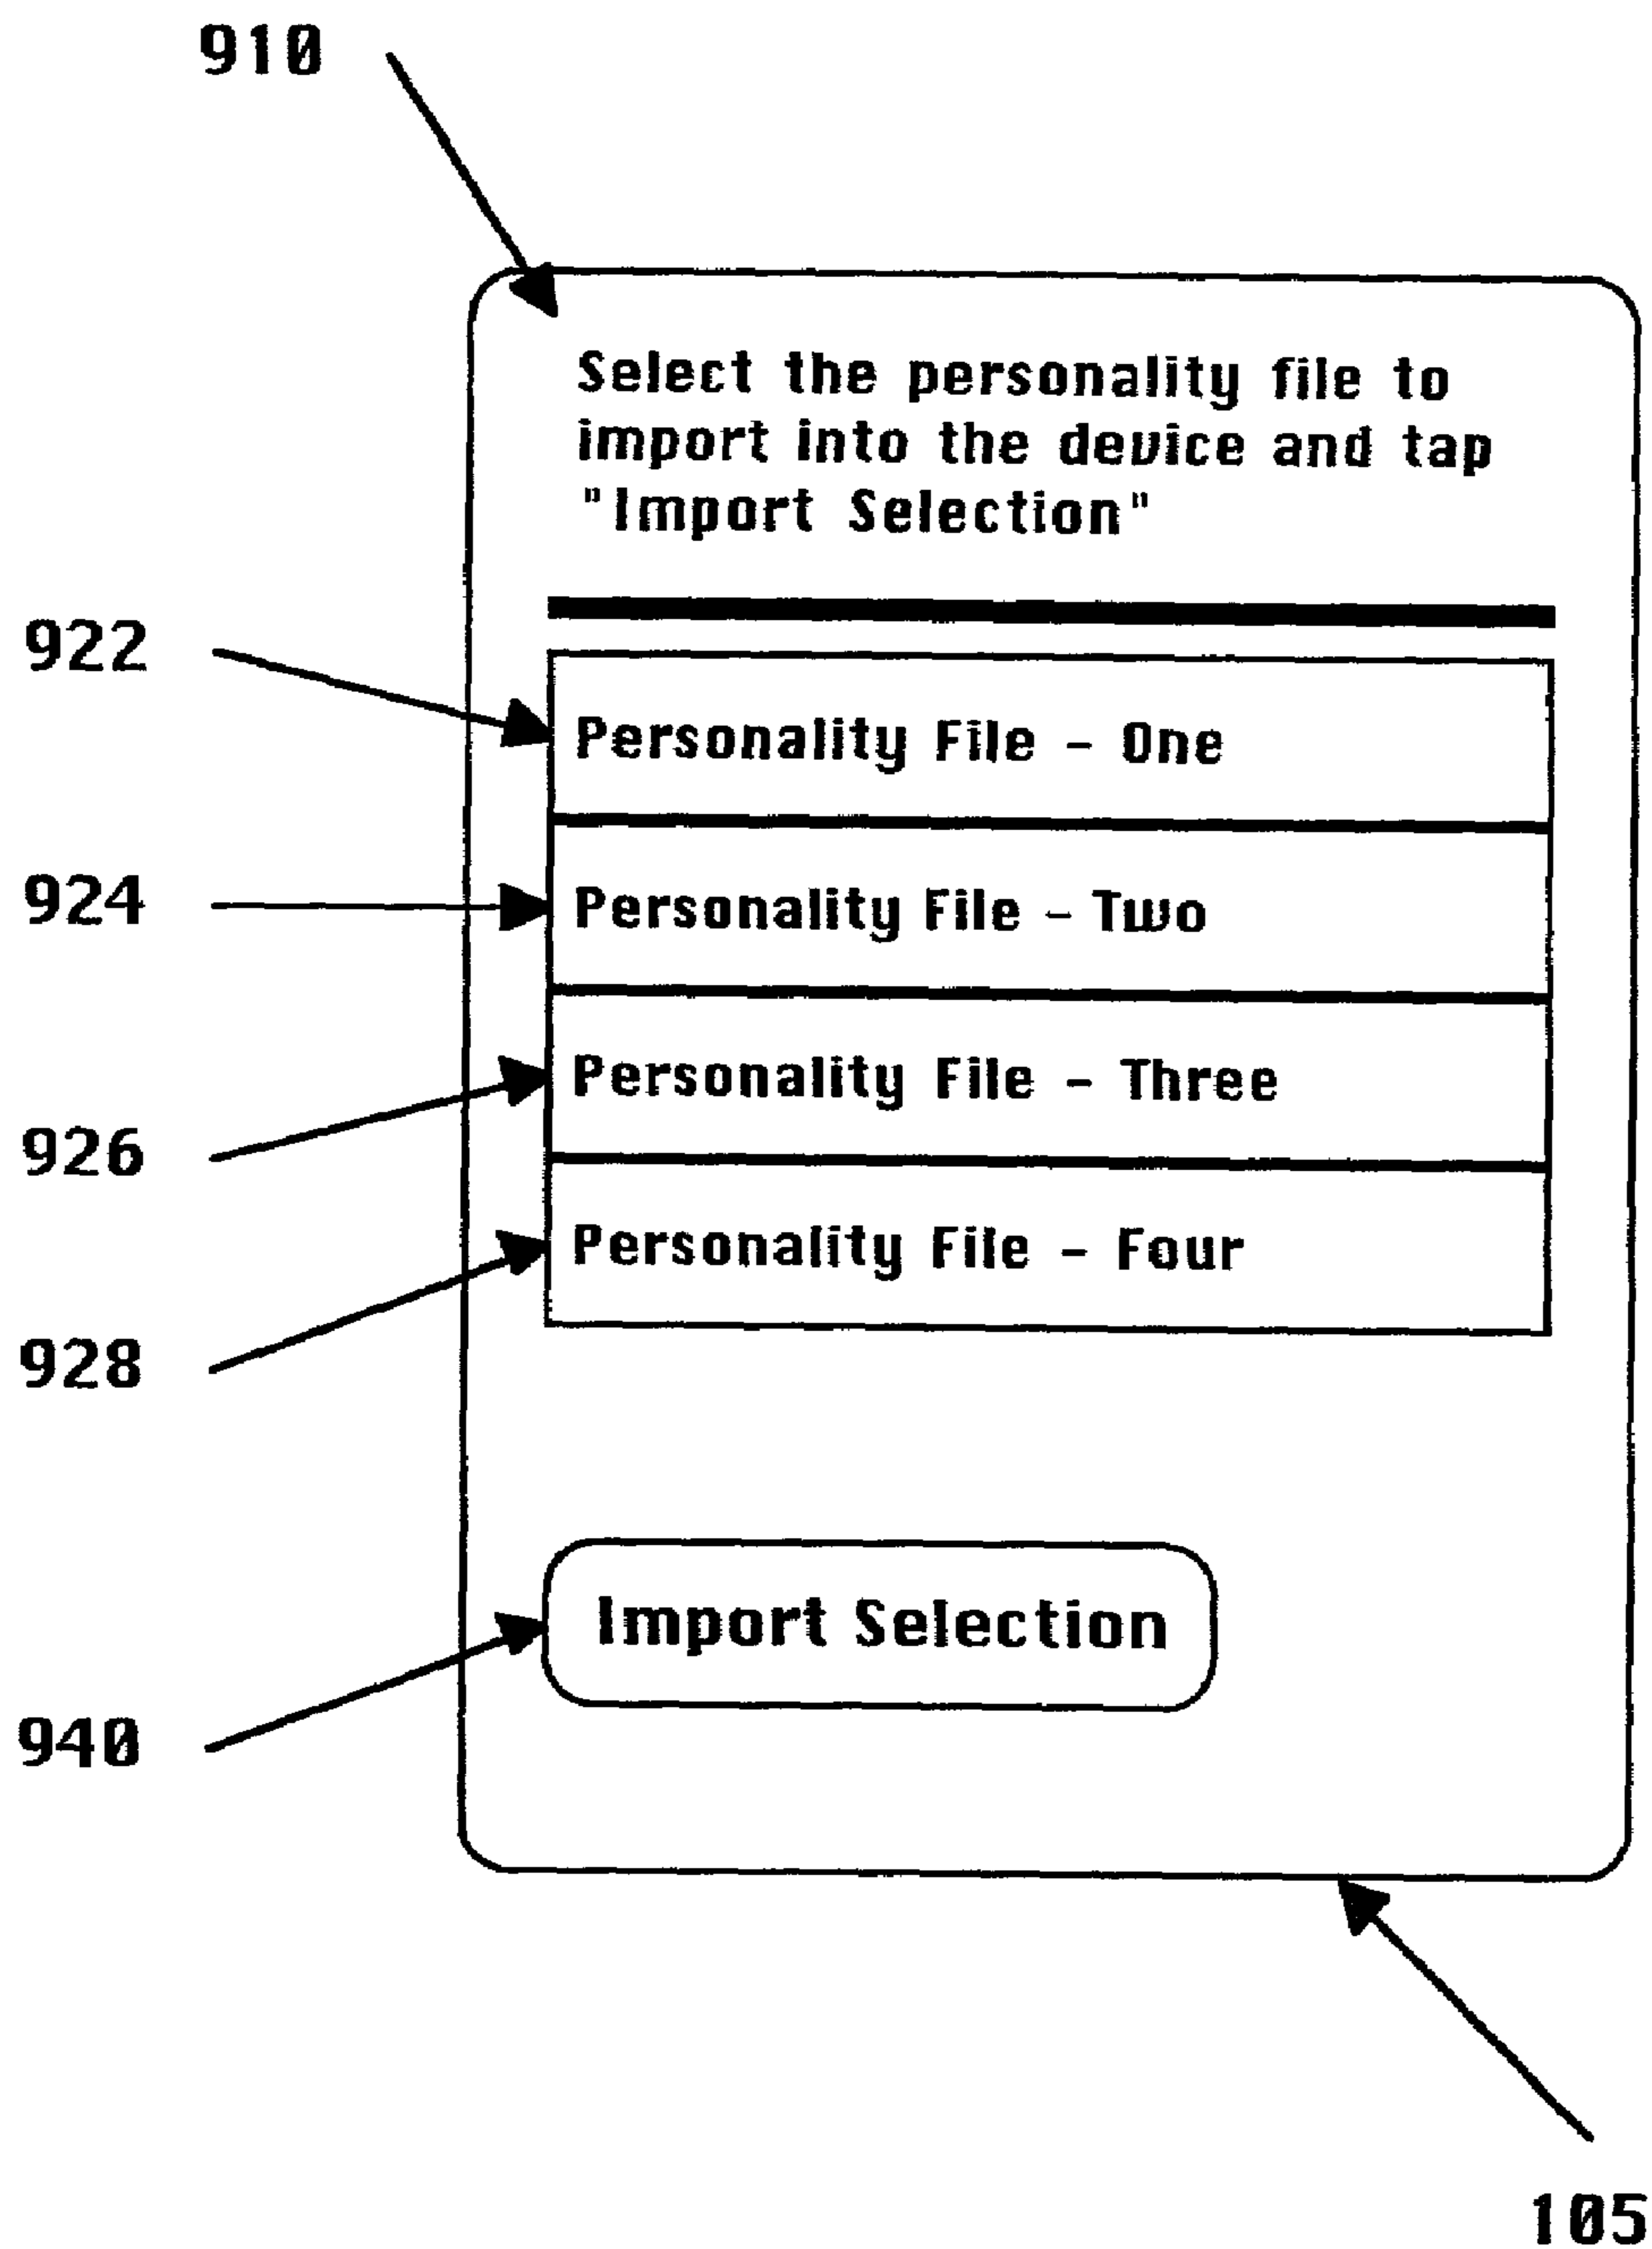 910
Select the personality file to
import into the device and tap
"Import Selection"
922
Personality File - One
924
Personality File - Two
926
Personality File - Three
928
Personality File - Four
Import Selection
940
105